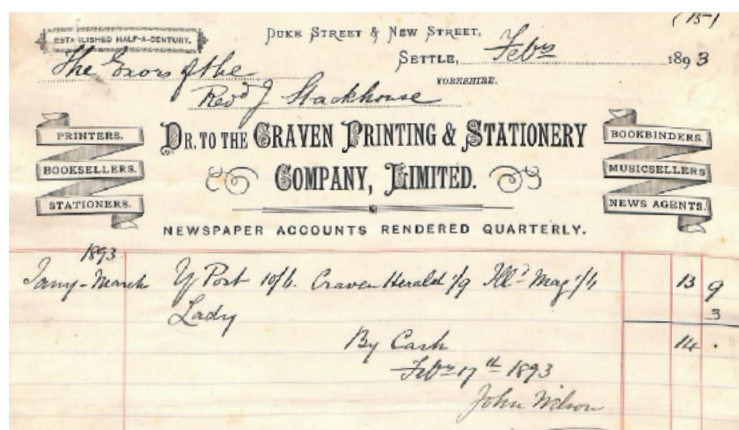 (15)
ESTABLISHED HALF-A-CENTURY.
DUKE STREET & NEW STREET,
SETTLE, Feby 1893
YORKSHIRE.
The Exors of the
Revd J Stackhouse
PRINTERS.
BOOKSELLERS.
STATIONERS.
DR. TO THE CRAVEN PRINTING & STATIONERY
COMPANY, LIMITED.
BOOKBINDERS.
MUSICSELLERS.
NEWS AGENTS.
NEWSPAPER ACCOUNTS RENDERED QUARTERLY.
1893
Jany - March Y Post 10/6. Craven Herald 1/9 Illd Mag 1/6 13 9
Lady 3
By Cash 14 .
Feby 17th 1893
John Wilson